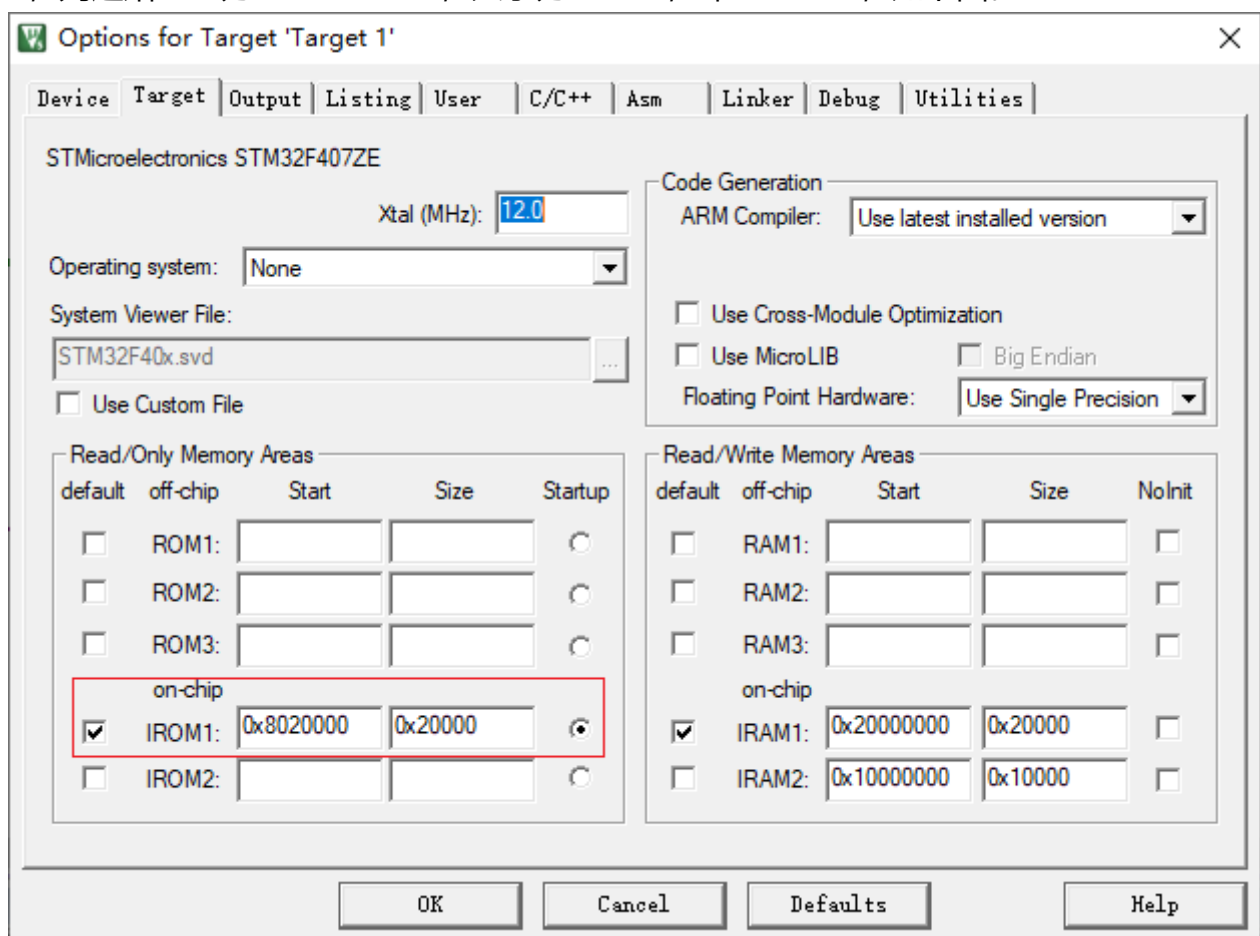 Options for Target 'Target 1'
Device Target Output Listing User C/C++ Asm Linker Debug Utilities
STMicroelectronics STM32F407ZE
Xtal (MHz): 12.0
Operating system: None
System Viewer File:
STM32F40x.svd ...
Use Custom File
Code Generation
ARM Compiler: Use latest installed version
Use Cross-Module Optimization
Use MicroLIB Big Endian
Floating Point Hardware: Use Single Precision
Read/Only Memory Areas
default off-chip Start Size Startup
ROM1:
ROM2:
ROM3:
on-chip
IROM1: 0x8020000 0x20000
IROM2:
Read/Write Memory Areas
default off-chip Start Size NoInit
RAM1:
RAM2:
RAM3:
on-chip
IRAM1: 0x20000000 0x20000
IRAM2: 0x10000000 0x10000
OK Cancel Defaults Help